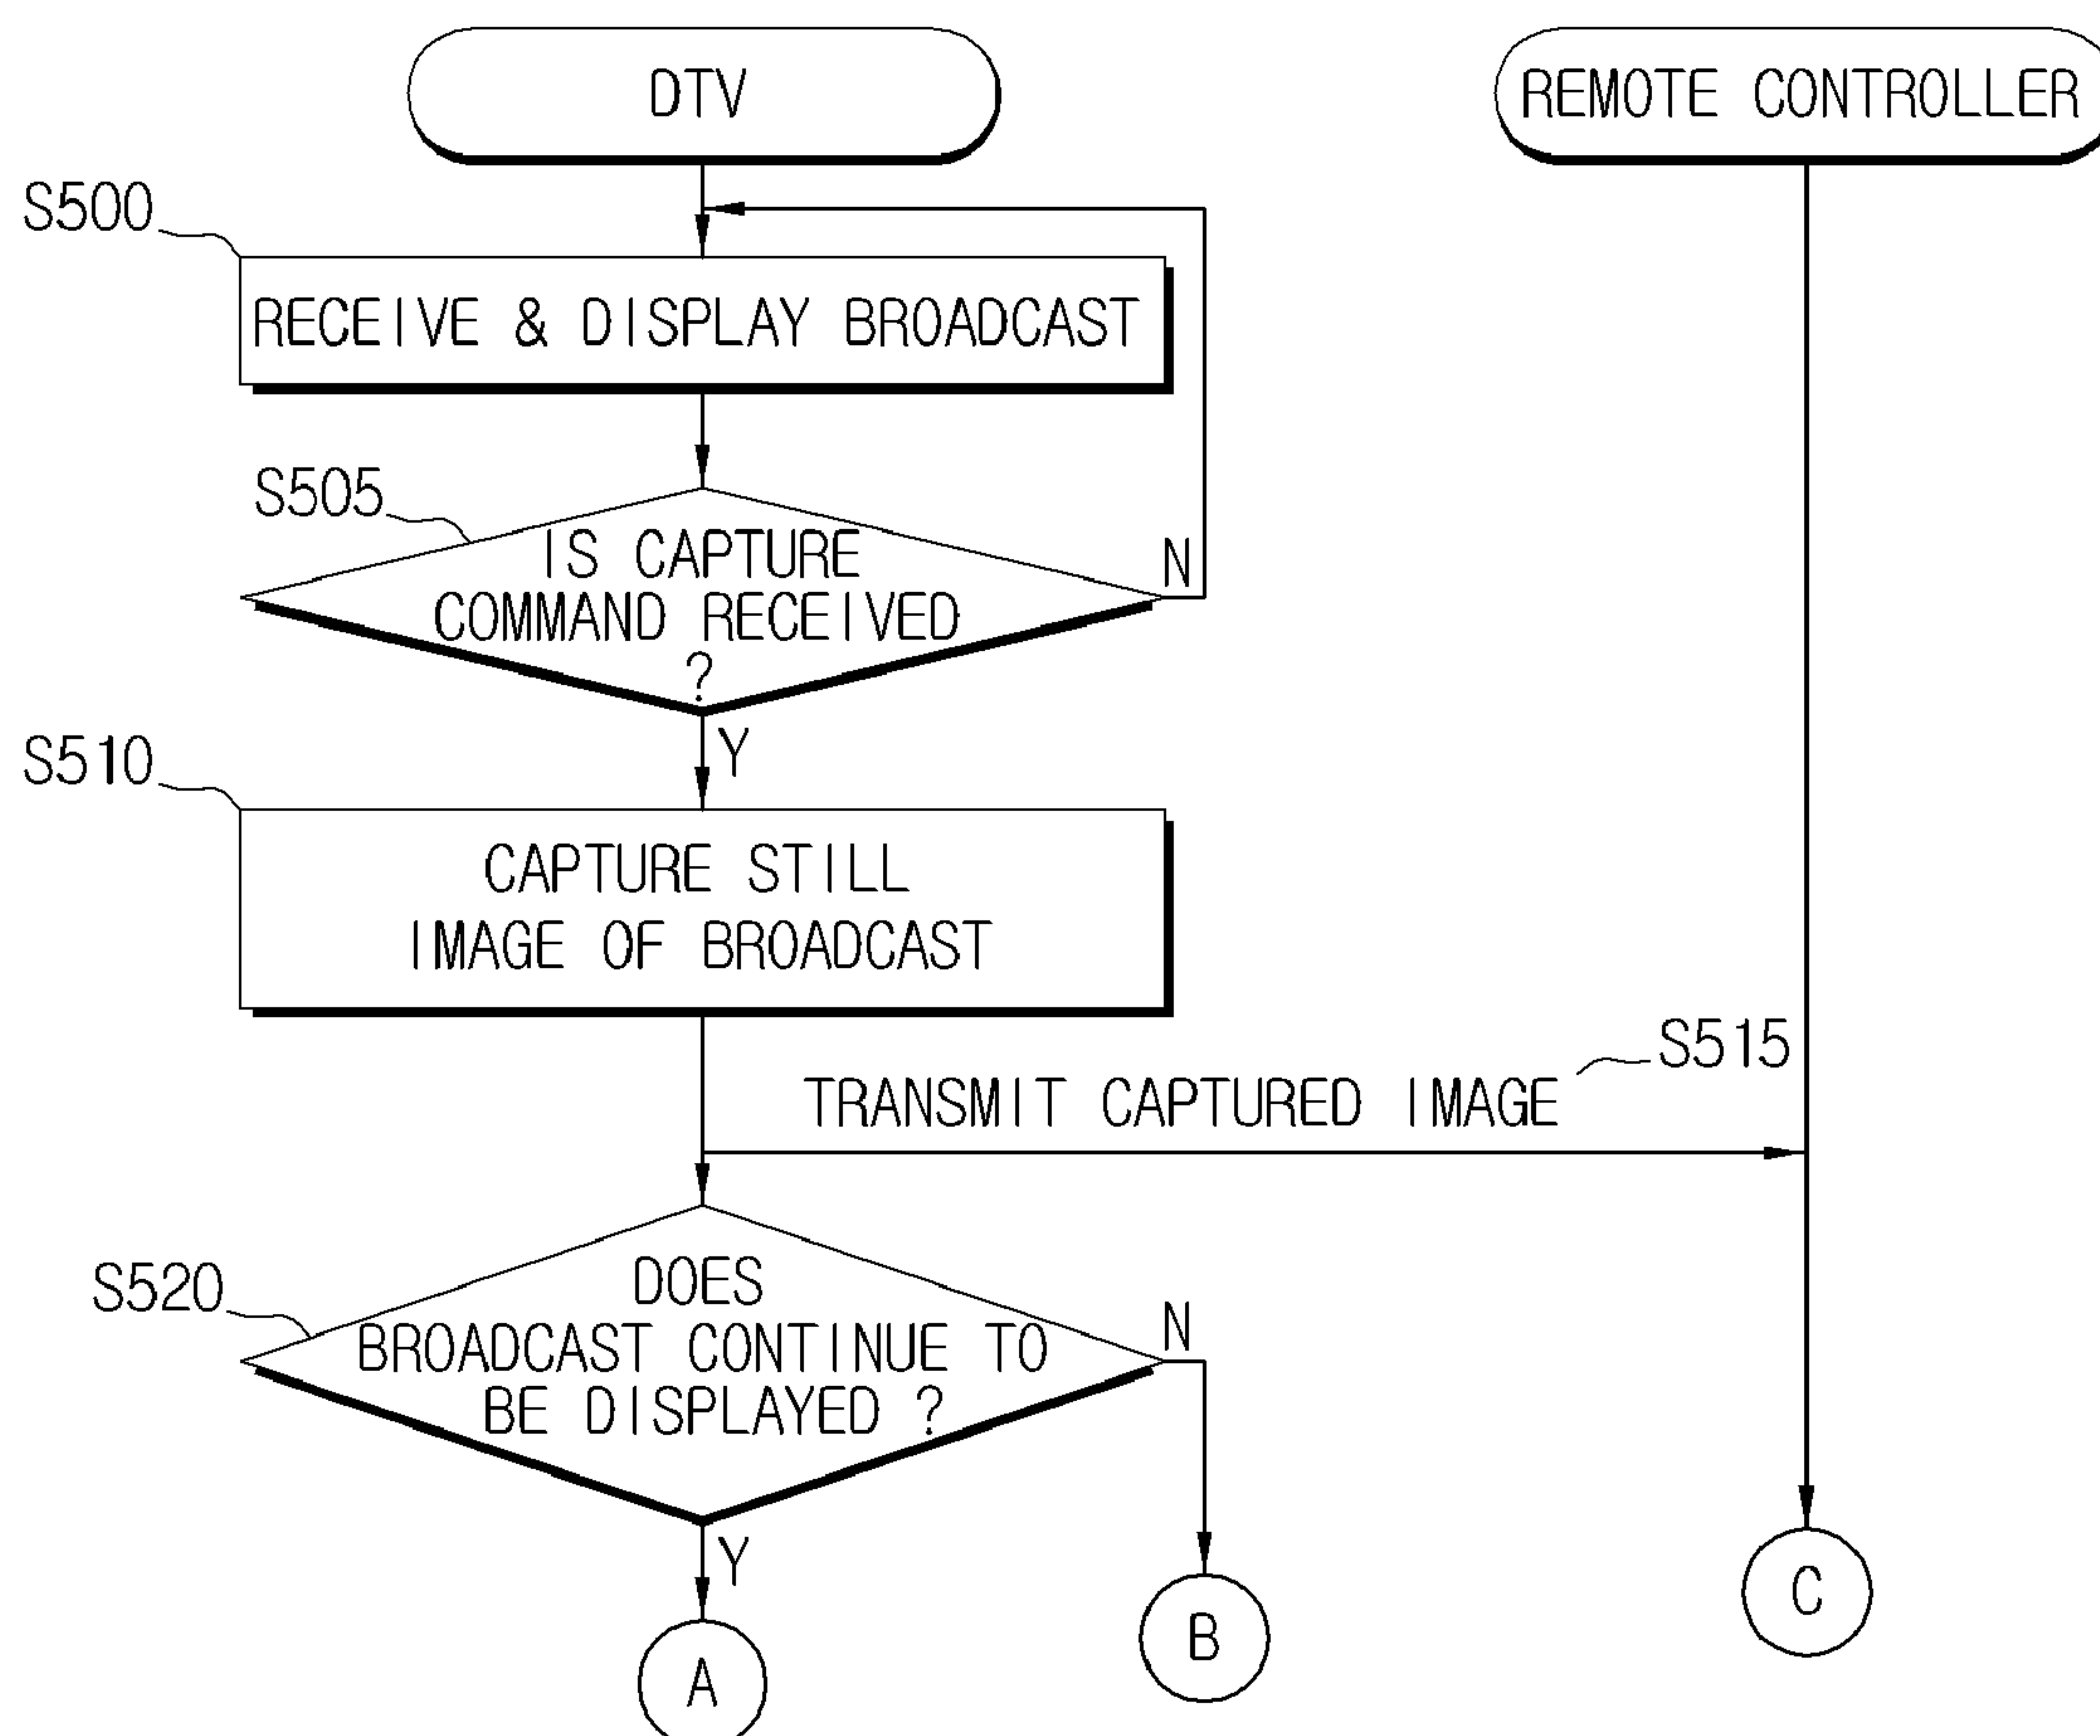 DTV
REMOTE CONTROLLER
S500
RECEIVE & DISPLAY BROADCAST
S505
IS CAPTURE
COMMAND RECEIVED
?
N
Y
S510
CAPTURE STILL
IMAGE OF BROADCAST
S515
TRANSMIT CAPTURED IMAGE
S520
DOES
BROADCAST CONTINUE TO
BE DISPLAYED ?
N
Y
A
B
C